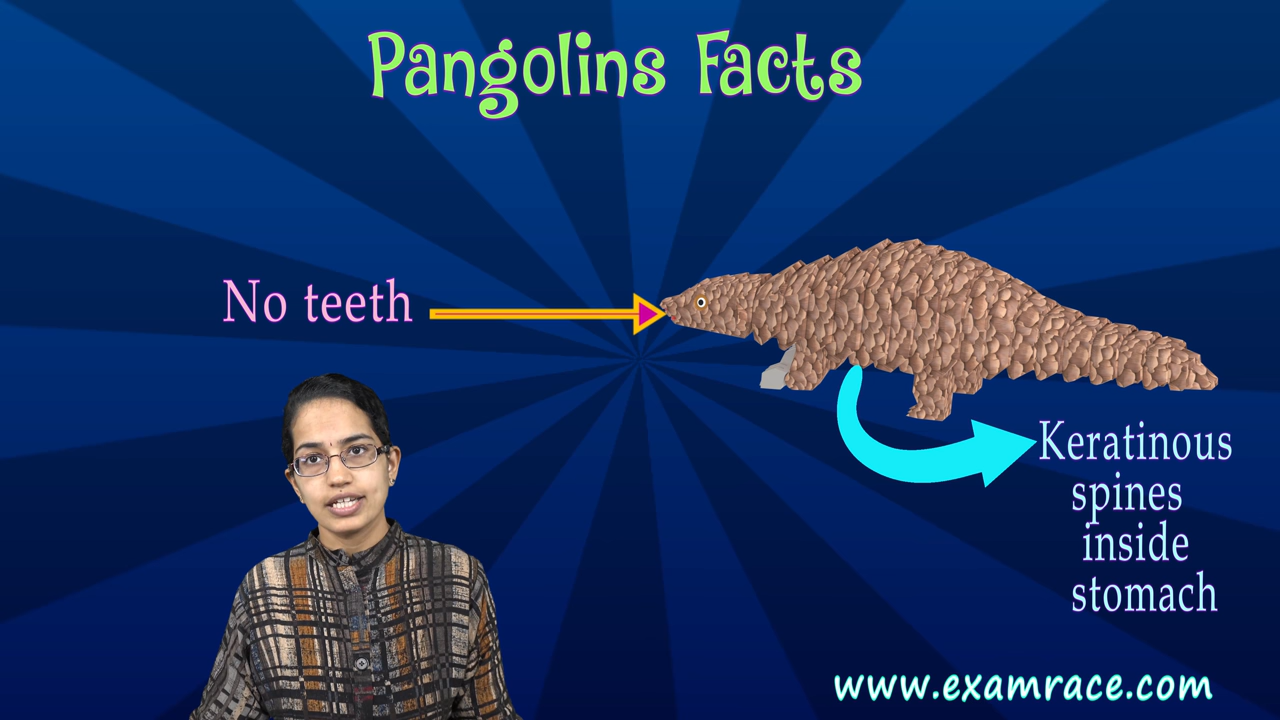 Pangolins Facts
No teeth
Keratinous
spines
inside
stomach
www.examrace.com